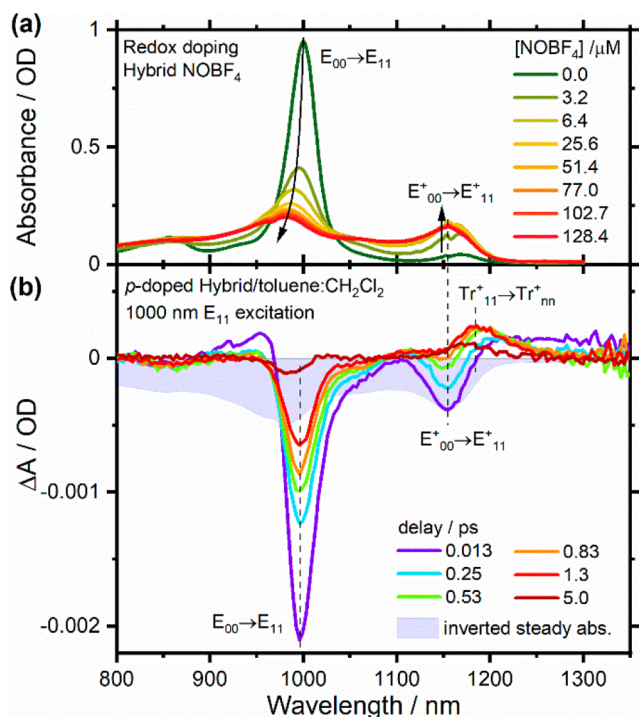 (a)
Redox doping
Hybrid NOBF₄
E₀₀→E₁₁
[NOBF₄] /μM
0.0
3.2
6.4
25.6
51.4
77.0
102.7
128.4
E⁺₀₀→E⁺₁₁
1
0.5
0
Absorbance / OD
(b)
p-doped Hybrid/toluene:CH₂Cl₂
1000 nm E₁₁ excitation
Tr⁺₁₁→Tr⁺ₙₙ
E⁺₀₀→E⁺₁₁
0
-0.001
-0.002
ΔA / OD
delay / ps
0.013 0.83
0.25 1.3
0.53 5.0
inverted steady abs.
E₀₀→E₁₁
800 900 1000 1100 1200 1300
Wavelength / nm